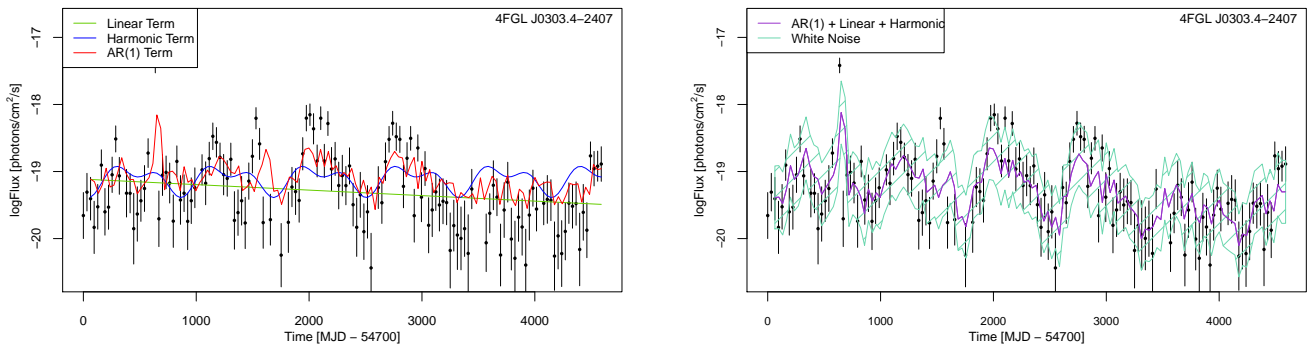 4FGL J0303.4−2407
Linear Term
Harmonic Term
AR(1) Term
logFlux [photons/cm²/s]
−17
−18
−19
−20
0 1000 2000 3000 4000
Time [MJD − 54700]
4FGL J0303.4−2407
AR(1) + Linear + Harmonic
White Noise
logFlux [photons/cm²/s]
−17
−18
−19
−20
0 1000 2000 3000 4000
Time [MJD − 54700]